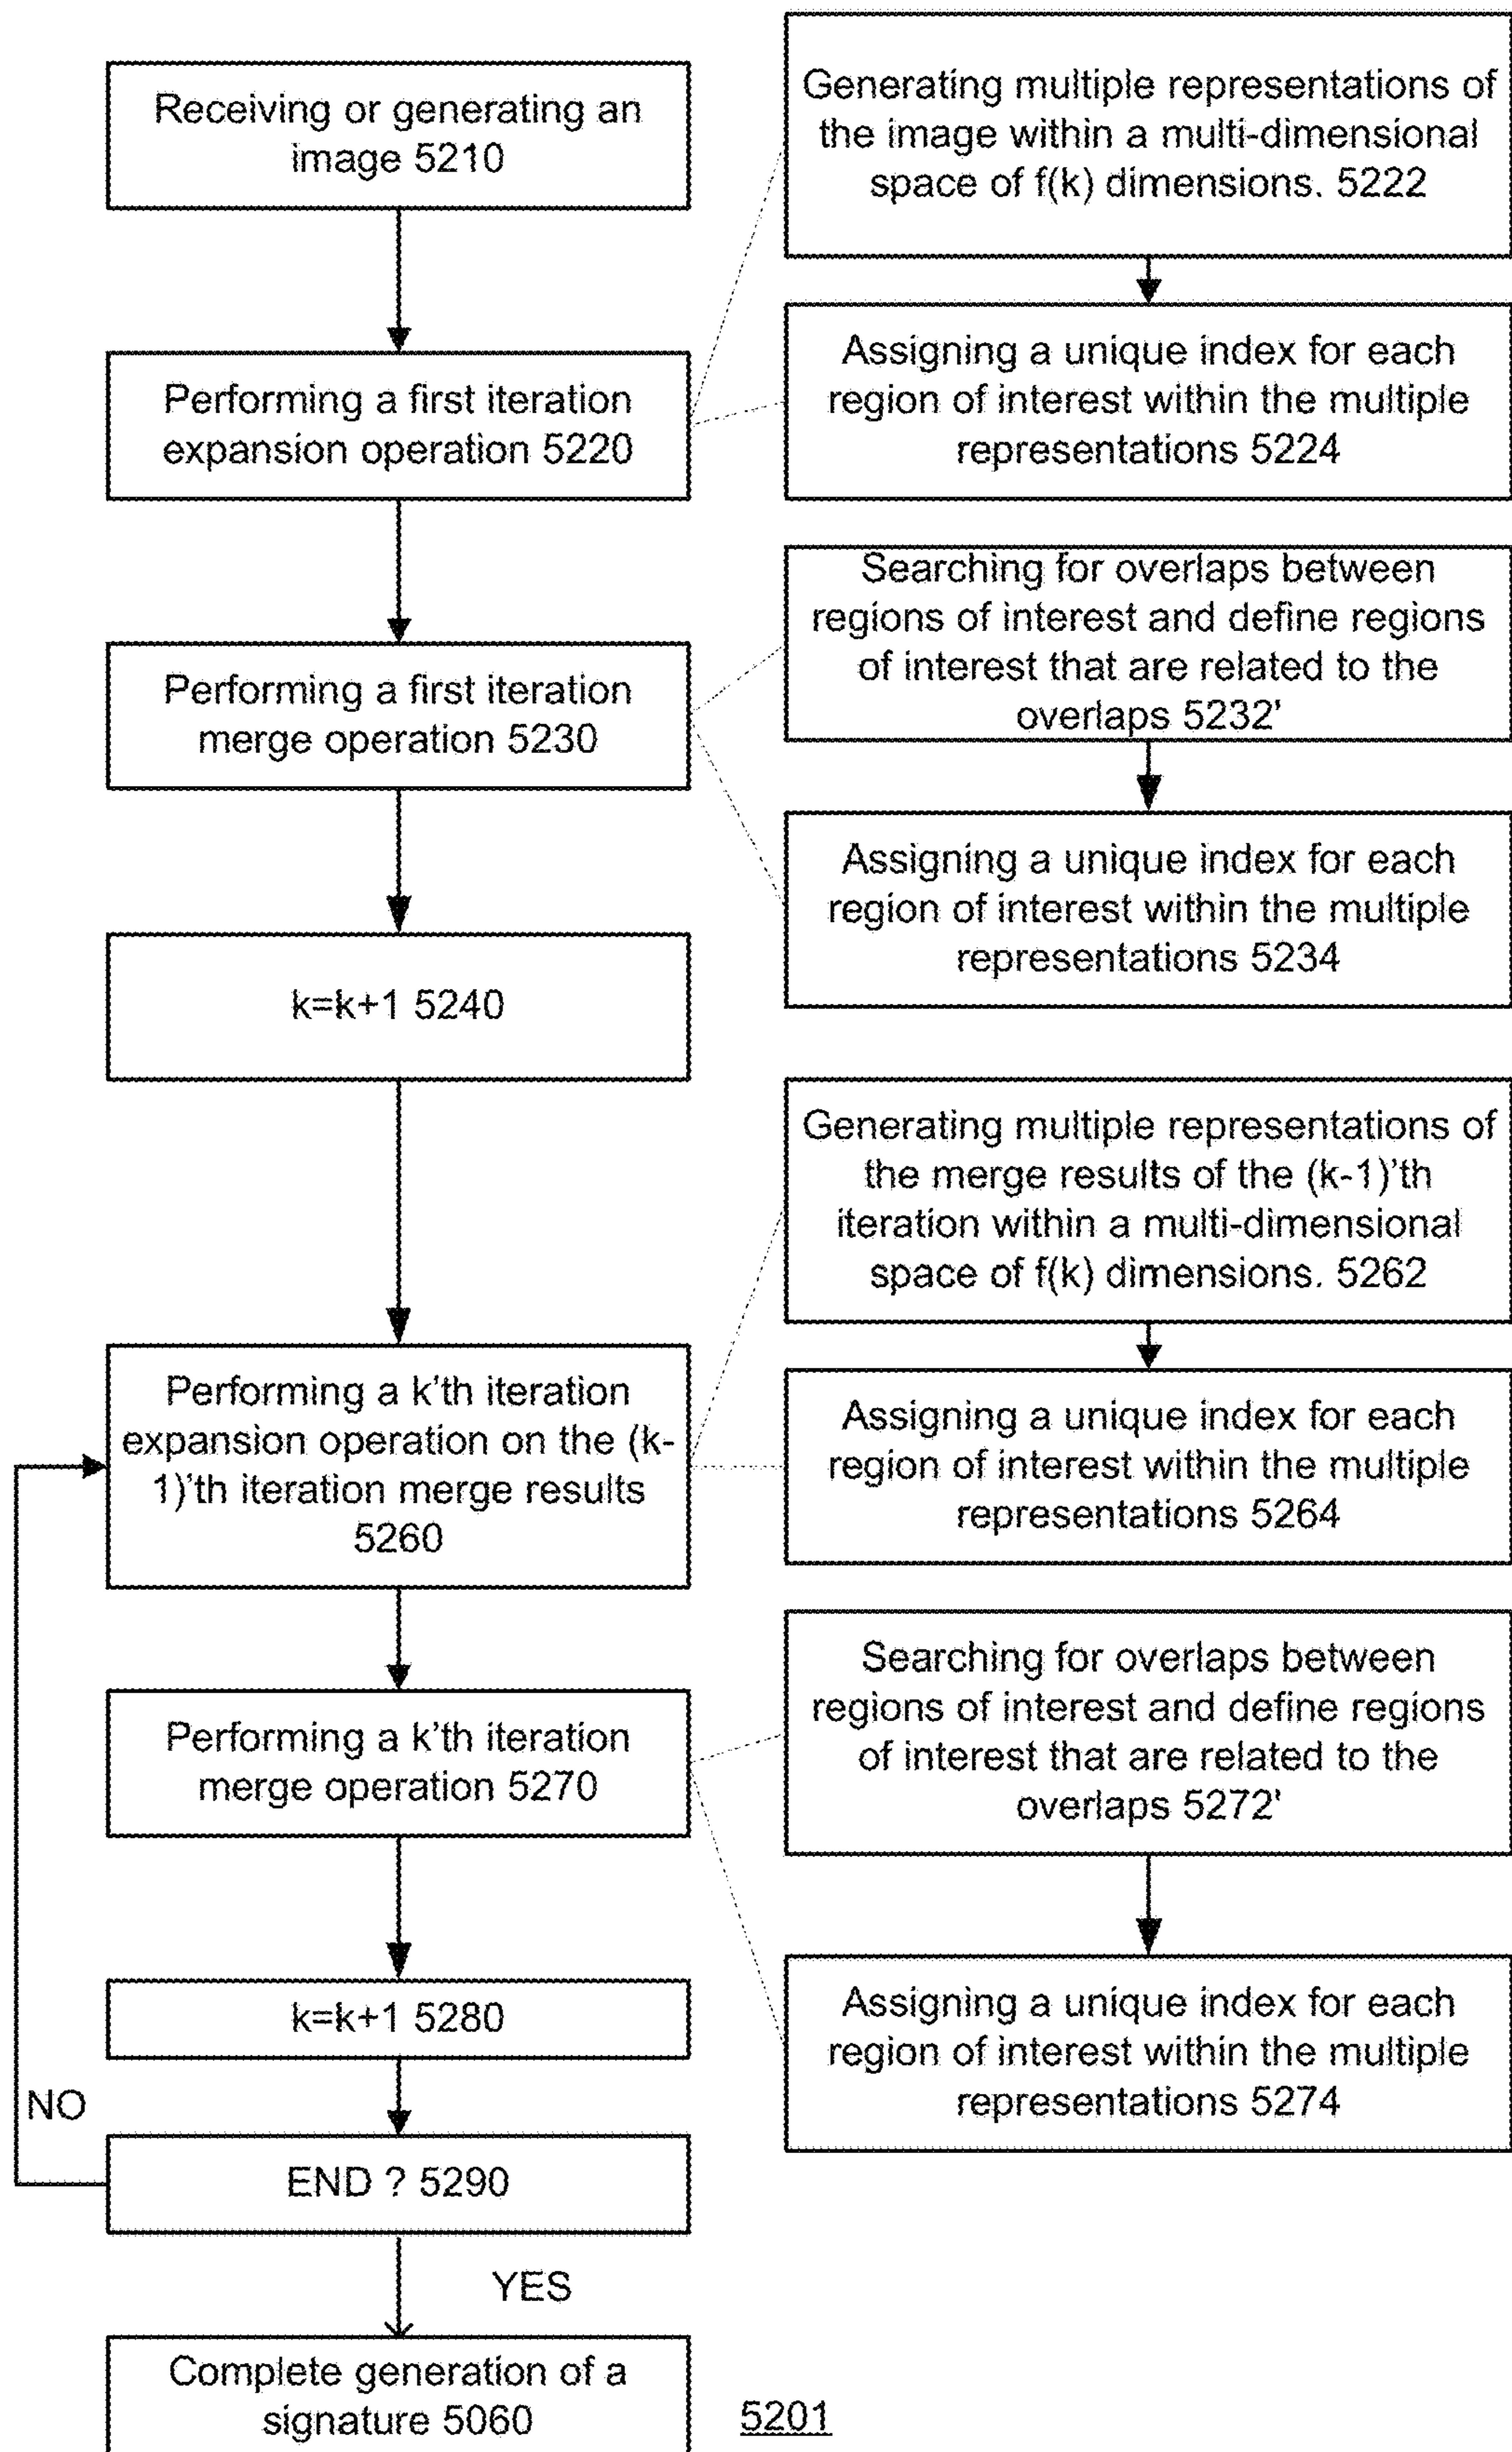 Receiving or generating an
image 5210
Generating multiple representations of
the image within a multi-dimensional
space of f(k) dimensions. 5222
Performing a first iteration
expansion operation 5220
Assigning a unique index for each
region of interest within the multiple
representations 5224
Performing a first iteration
merge operation 5230
Searching for overlaps between
regions of interest and define regions
of interest that are related to the
overlaps 5232'
Assigning a unique index for each
region of interest within the multiple
representations 5234
k=k+1 5240
Performing a k'th iteration
expansion operation on the (k-
1)'th iteration merge results
5260
Generating multiple representations of
the merge results of the (k-1)'th
iteration within a multi-dimensional
space of f(k) dimensions. 5262
Assigning a unique index for each
region of interest within the multiple
representations 5264
Performing a k'th iteration
merge operation 5270
Searching for overlaps between
regions of interest and define regions
of interest that are related to the
overlaps 5272'
Assigning a unique index for each
region of interest within the multiple
representations 5274
k=k+1 5280
NO
END ? 5290
YES
Complete generation of a
signature 5060
5201